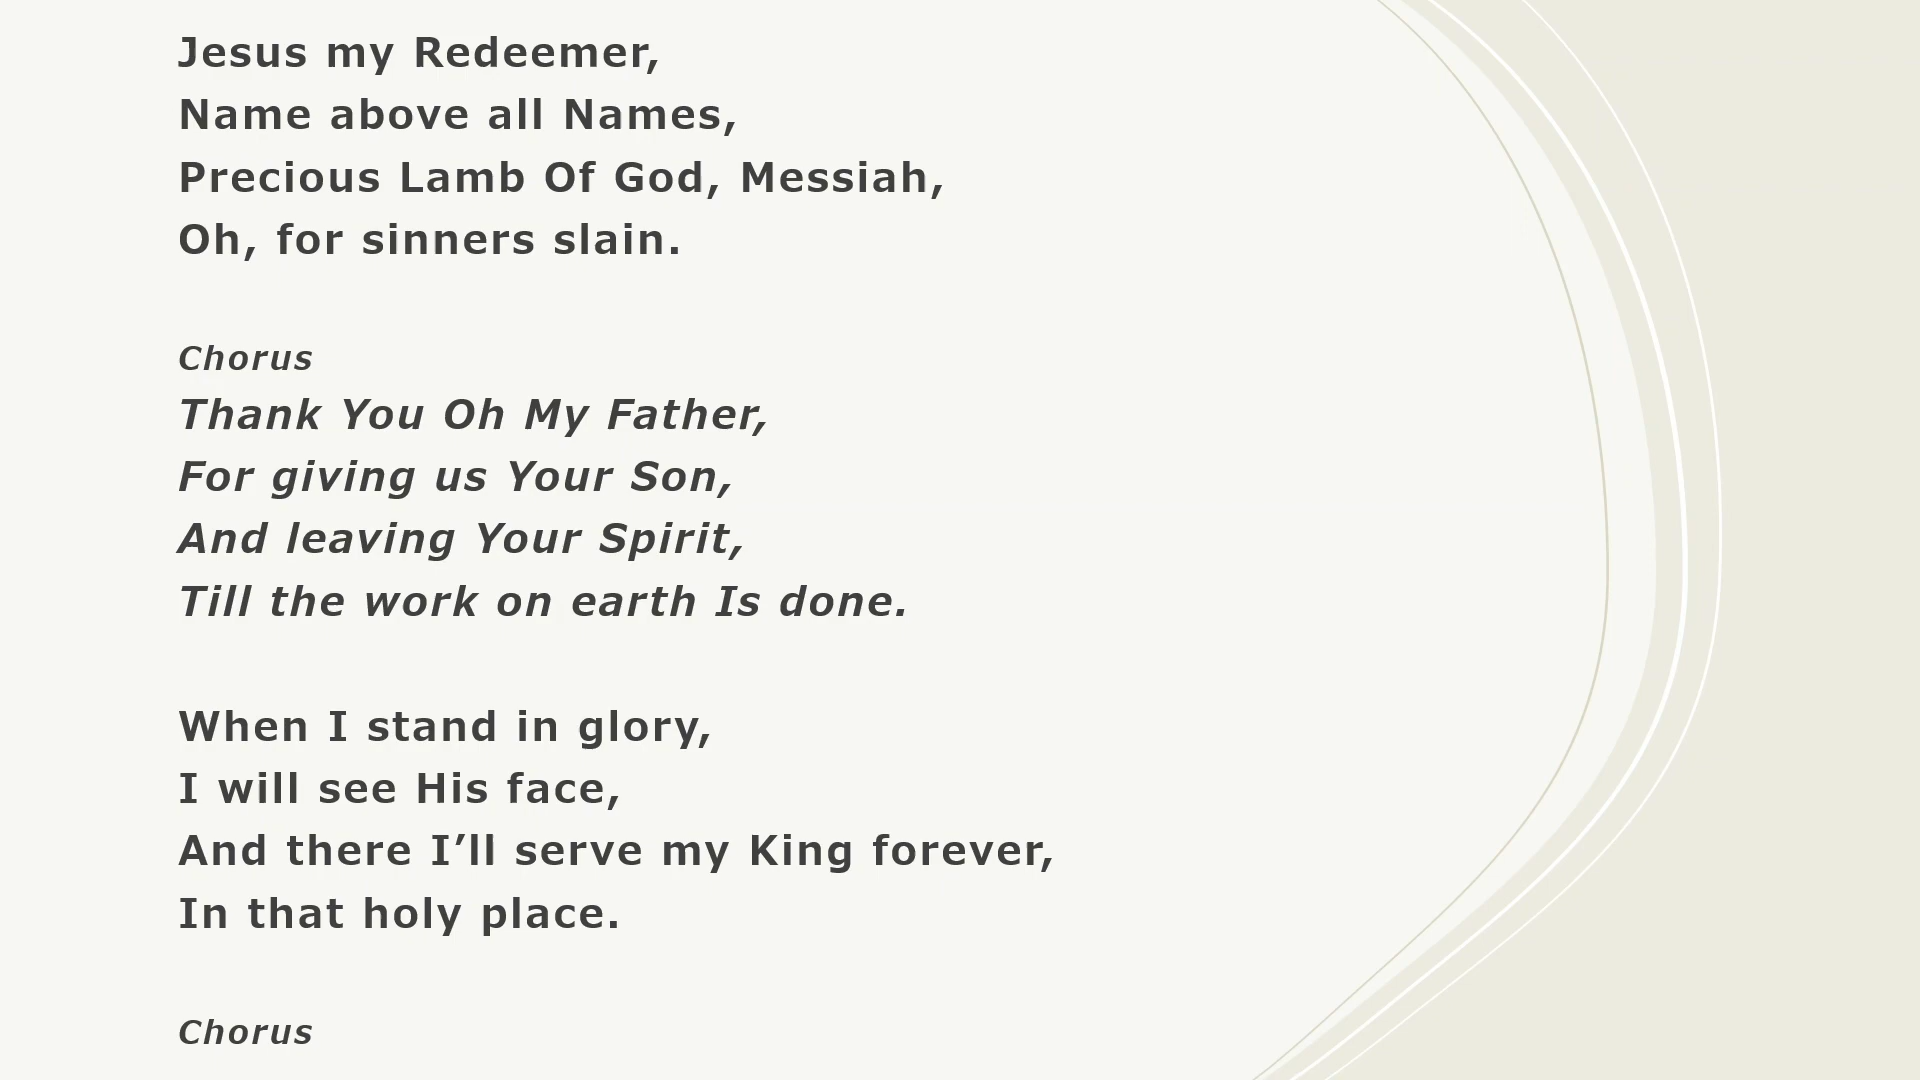 Jesus my Redeemer,
Name above all Names,
Precious Lamb Of God, Messiah,
Oh, for sinners slain.
Chorus
Thank You Oh My Father,
For giving us Your Son,
And leaving Your Spirit,
Till the work on earth Is done.
When I stand in glory,
I will see His face,
And there I’ll serve my King forever,
In that holy place.
Chorus